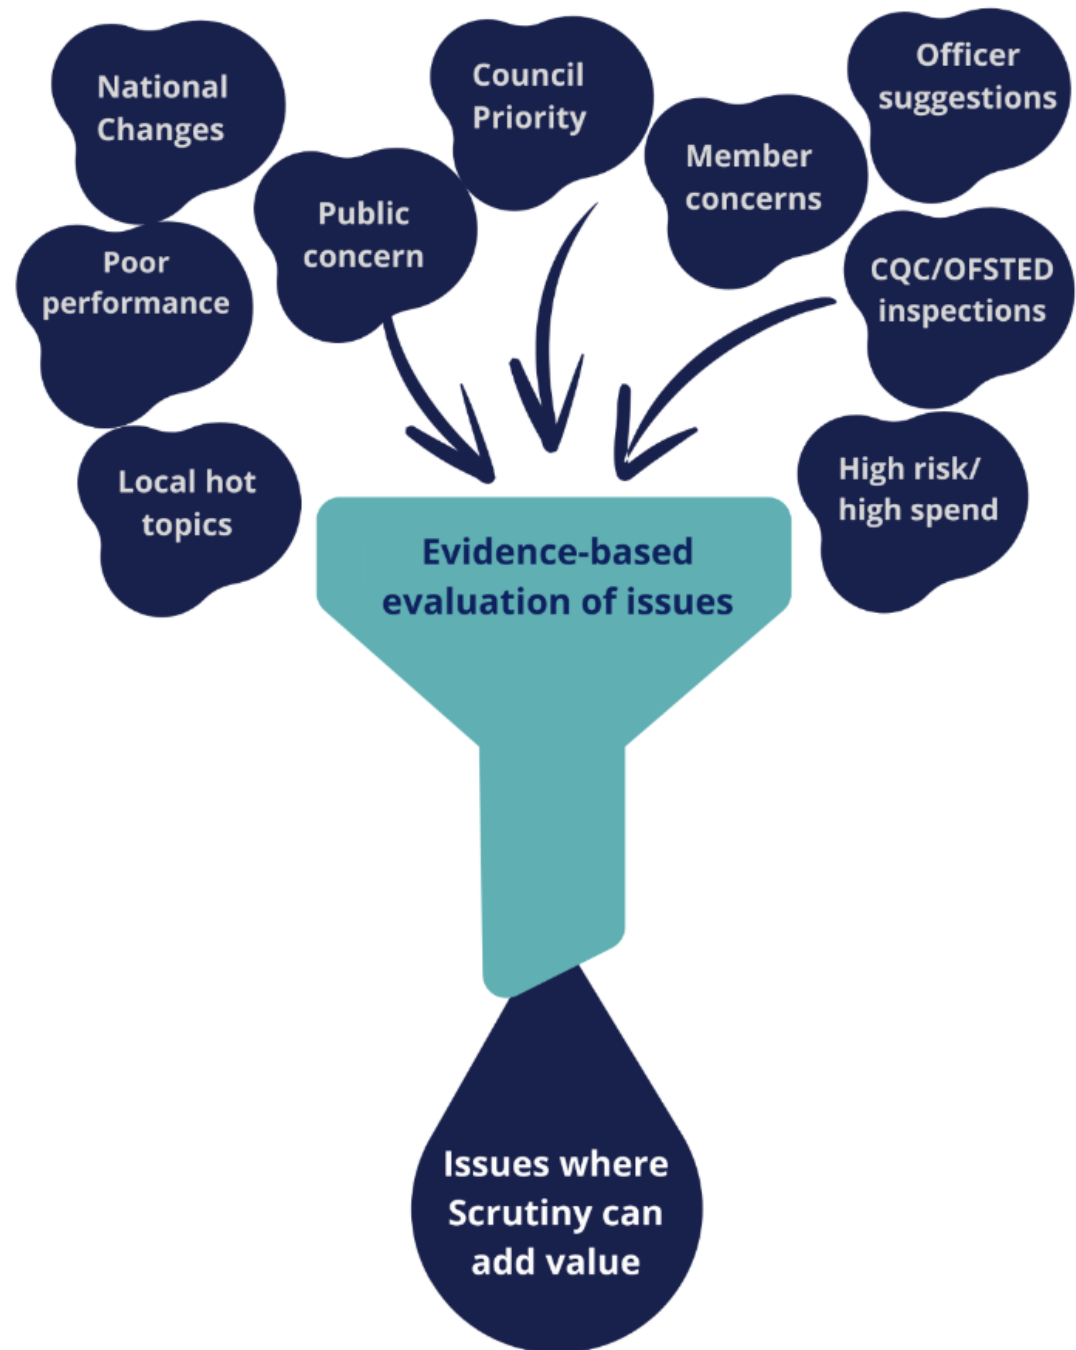 National
Changes
Council
Priority
Officer
suggestions
Member
concerns
Public
concern
Poor
performance
CQC/OFSTED
inspections
Local hot
topics
High risk/
high spend
Evidence-based
evaluation of issues
Issues where
Scrutiny can
add value